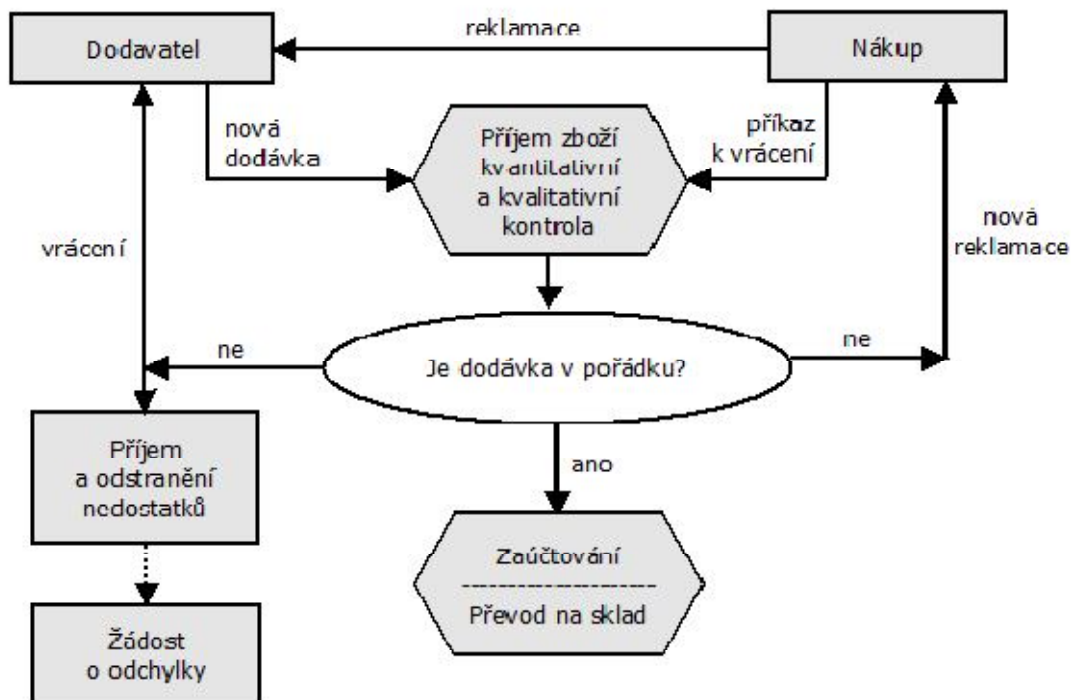 reklamace
Dodavatel
Nákup
nová
dodávka
Příjem zboží
kvantitativní
a kvalitativní
kontrola
příkaz
k vrácení
vrácení
nová
reklamace
ne
Je dodávka v pořádku?
ne
Příjem
a odstranění
nedostatků
ano
Zaúčtování
Převod na sklad
Žádost
o odchylky